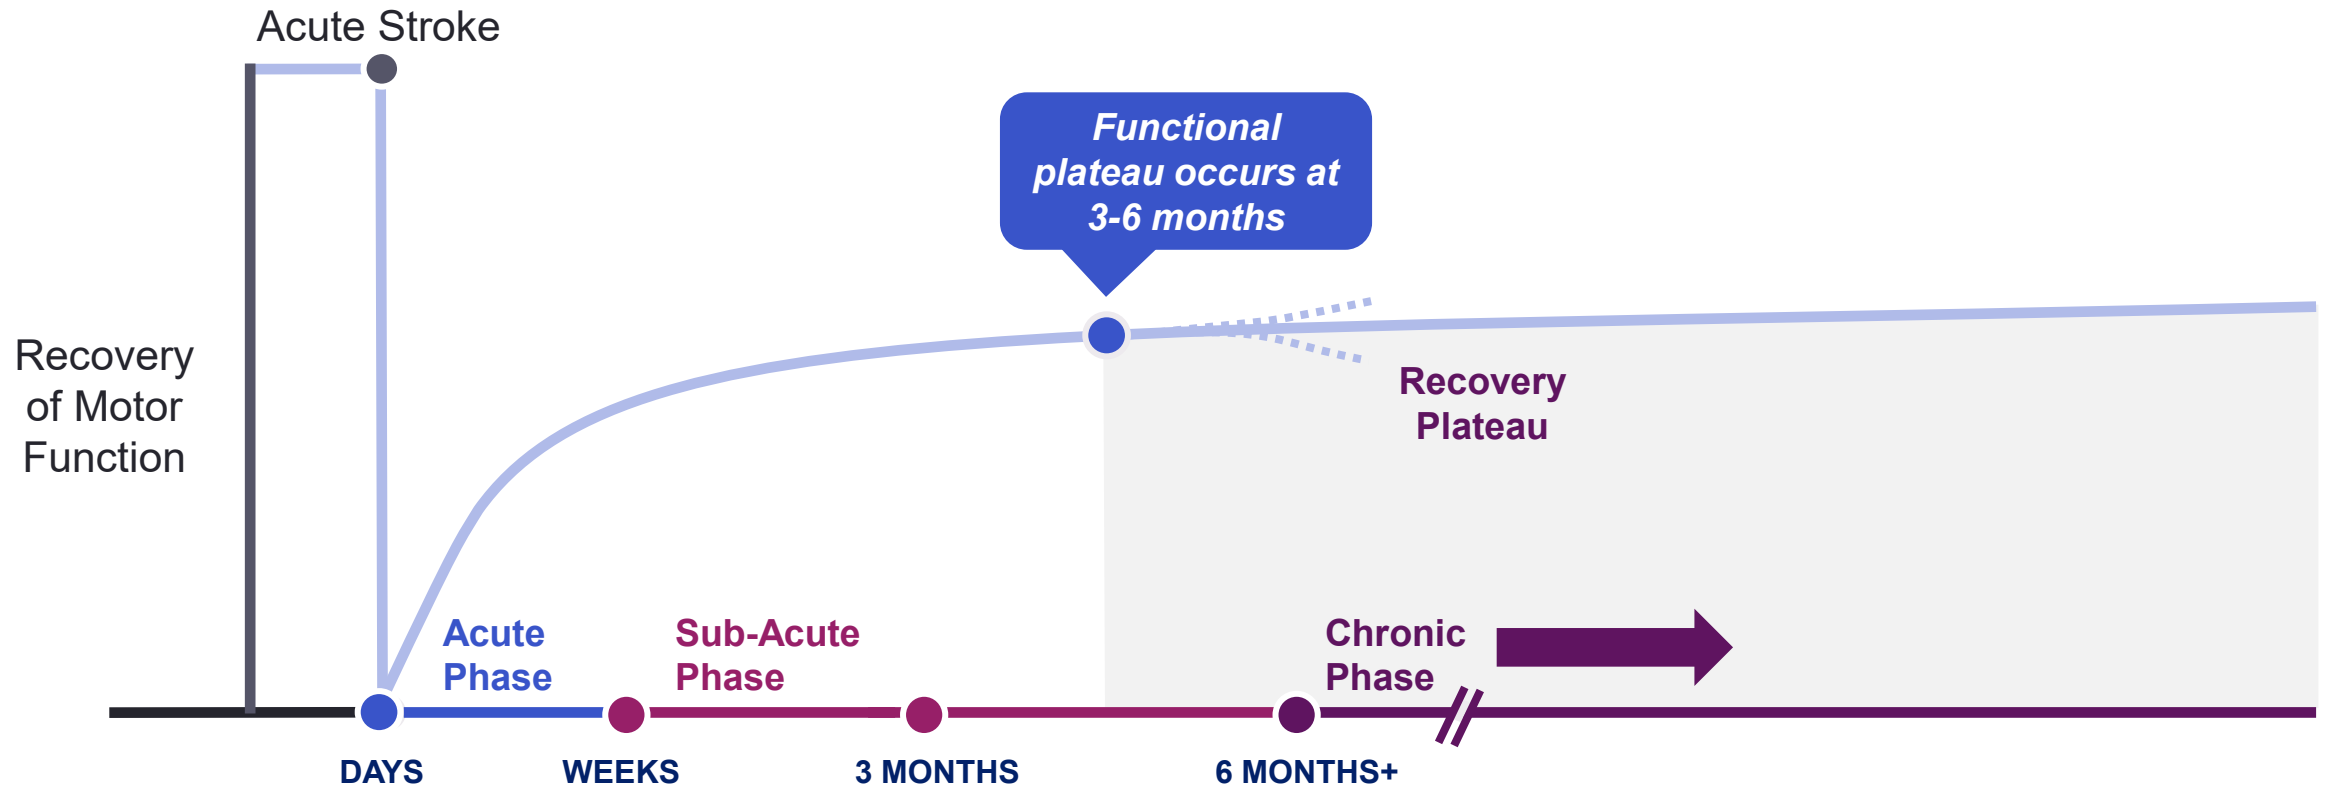 Acute Stroke
Functional
plateau occurs at
3-6 months
Recovery
of Motor
Function
Recovery
Plateau
Acute
Phase
Sub-Acute
Phase
Chronic
Phase
DAYS
WEEKS
3 MONTHS
6 MONTHS+